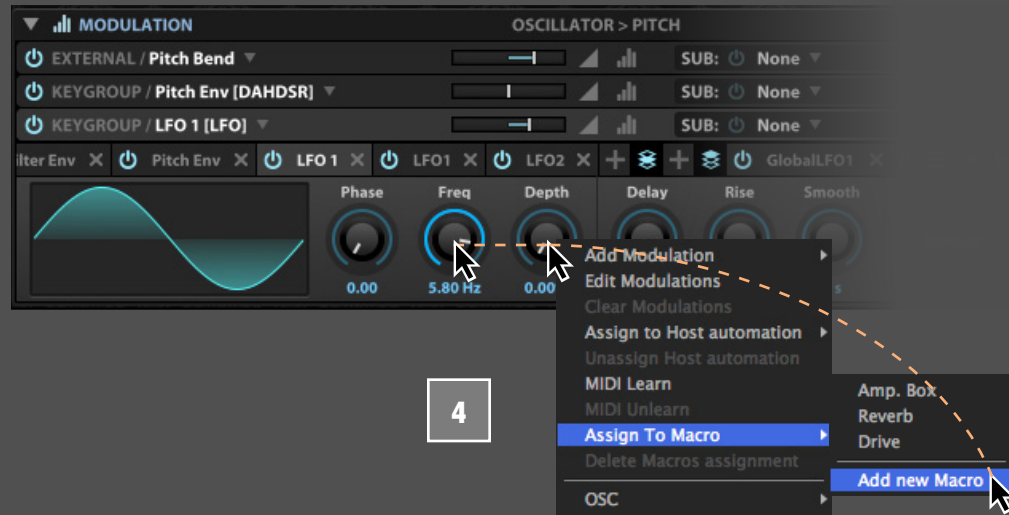 MODULATION OSCILLATOR > PITCH
EXTERNAL / Pitch Bend SUB: None
KEYGROUP / Pitch Env [DAHDSR] SUB: None
KEYGROUP / LFO 1 [LFO] SUB: None
ilter Env Pitch Env LFO 1 LFO1 LFO2 GlobalLFO1
Phase Freq Depth Delay Rise Smooth
0.00 5.80 Hz 0.00 s
Add Modulation
Edit Modulations
Clear Modulations
Assign to Host automation
Unassign Host automation
MIDI Learn
MIDI Unlearn
Assign To Macro
Delete Macros assignment
OSC
Amp. Box
Reverb
Drive
Add new Macro
4